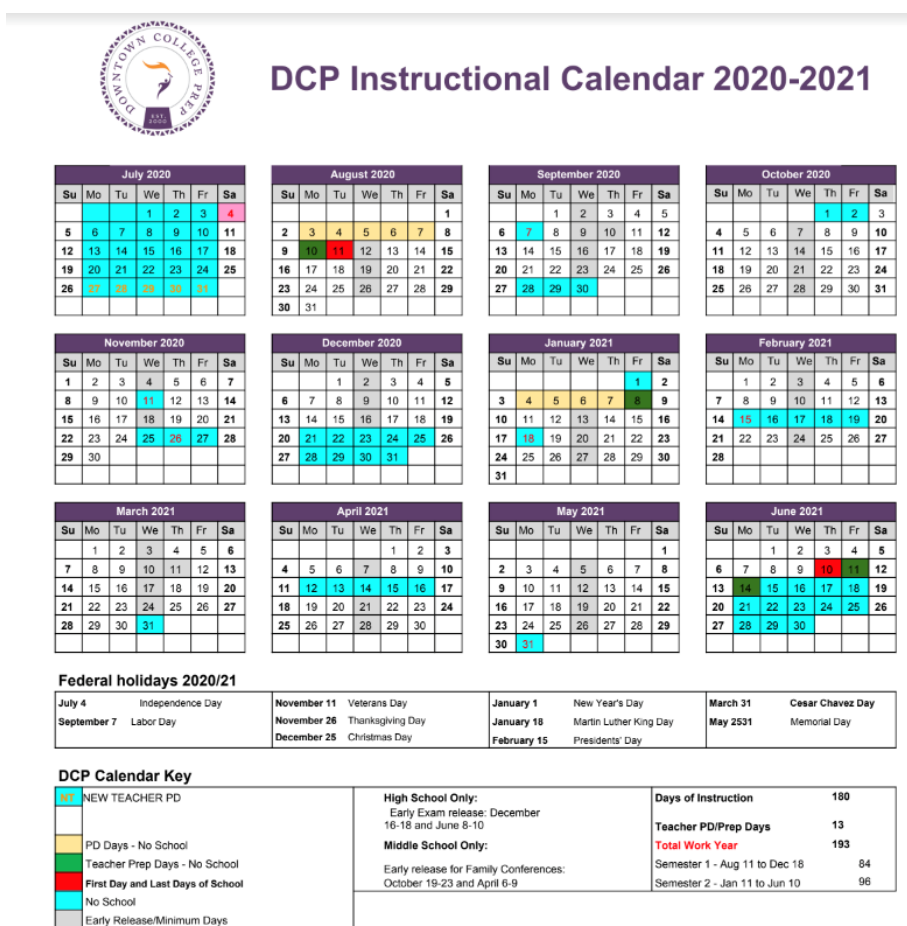 DOWNTOWN COLLEGE PREP
EST.
2000
DCP Instructional Calendar 2020-2021
July 2020
Su Mo Tu We Th Fr Sa
1 2 3 4
5 6 7 8 9 10 11
12 13 14 15 16 17 18
19 20 21 22 23 24 25
26 27 28 29 30 31
August 2020
Su Mo Tu We Th Fr Sa
1
2 3 4 5 6 7 8
9 10 11 12 13 14 15
16 17 18 19 20 21 22
23 24 25 26 27 28 29
30 31
September 2020
Su Mo Tu We Th Fr Sa
1 2 3 4 5
6 7 8 9 10 11 12
13 14 15 16 17 18 19
20 21 22 23 24 25 26
27 28 29 30
October 2020
Su Mo Tu We Th Fr Sa
1 2 3
4 5 6 7 8 9 10
11 12 13 14 15 16 17
18 19 20 21 22 23 24
25 26 27 28 29 30 31
November 2020
Su Mo Tu We Th Fr Sa
1 2 3 4 5 6 7
8 9 10 11 12 13 14
15 16 17 18 19 20 21
22 23 24 25 26 27 28
29 30
December 2020
Su Mo Tu We Th Fr Sa
1 2 3 4 5
6 7 8 9 10 11 12
13 14 15 16 17 18 19
20 21 22 23 24 25 26
27 28 29 30 31
January 2021
Su Mo Tu We Th Fr Sa
1 2
3 4 5 6 7 8 9
10 11 12 13 14 15 16
17 18 19 20 21 22 23
24 25 26 27 28 29 30
31
February 2021
Su Mo Tu We Th Fr Sa
1 2 3 4 5 6
7 8 9 10 11 12 13
14 15 16 17 18 19 20
21 22 23 24 25 26 27
28
March 2021
Su Mo Tu We Th Fr Sa
1 2 3 4 5 6
7 8 9 10 11 12 13
14 15 16 17 18 19 20
21 22 23 24 25 26 27
28 29 30 31
April 2021
Su Mo Tu We Th Fr Sa
1 2 3
4 5 6 7 8 9 10
11 12 13 14 15 16 17
18 19 20 21 22 23 24
25 26 27 28 29 30
May 2021
Su Mo Tu We Th Fr Sa
1
2 3 4 5 6 7 8
9 10 11 12 13 14 15
16 17 18 19 20 21 22
23 24 25 26 27 28 29
30 31
June 2021
Su Mo Tu We Th Fr Sa
1 2 3 4 5
6 7 8 9 10 11 12
13 14 15 16 17 18 19
20 21 22 23 24 25 26
27 28 29 30
Federal holidays 2020/21
July 4 Independence Day
September 7 Labor Day
November 11 Veterans Day
November 26 Thanksgiving Day
December 25 Christmas Day
January 1 New Year's Day
January 18 Martin Luther King Day
February 15 Presidents' Day
March 31 Cesar Chavez Day
May 2531 Memorial Day
DCP Calendar Key
NT NEW TEACHER PD
PD Days - No School
Teacher Prep Days - No School
First Day and Last Days of School
No School
Early Release/Minimum Days
High School Only:
Early Exam release: December
16-18 and June 8-10
Middle School Only:
Early release for Family Conferences:
October 19-23 and April 6-9
Days of Instruction 180
Teacher PD/Prep Days 13
Total Work Year 193
Semester 1 - Aug 11 to Dec 18 84
Semester 2 - Jan 11 to Jun 10 96